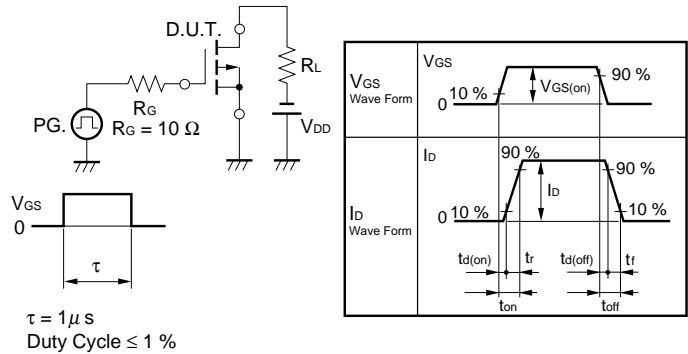 D.U.T.
RL
RG
PG.
RG = 10 Ω
VDD
VGS
0
τ
τ = 1μ s
Duty Cycle ≤ 1 %
VGS
Wave Form
VGS
0
10 %
VGS(on)
90 %
ID
Wave Form
ID
90 %
90 %
0
10 %
ID
10 %
td(on)
tr
td(off)
tf
ton
toff